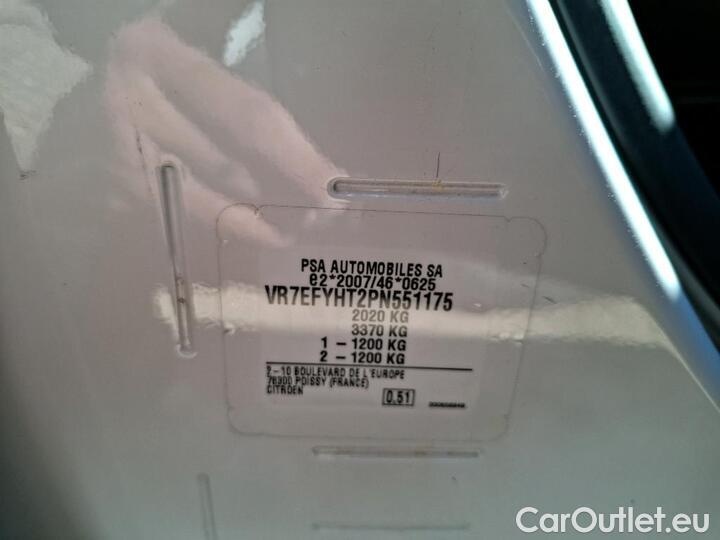 PSA AUTOMOBILES SA
e2*2007/46*0625
VR7EFYHT2PN551175
2020 KG
3370 KG
1 – 1200 KG
2 – 1200 KG
2–10 BOULEVARD DE L'EUROPE
78300 POISSY (FRANCE)
CITROEN
0.51
CarOutlet.eu